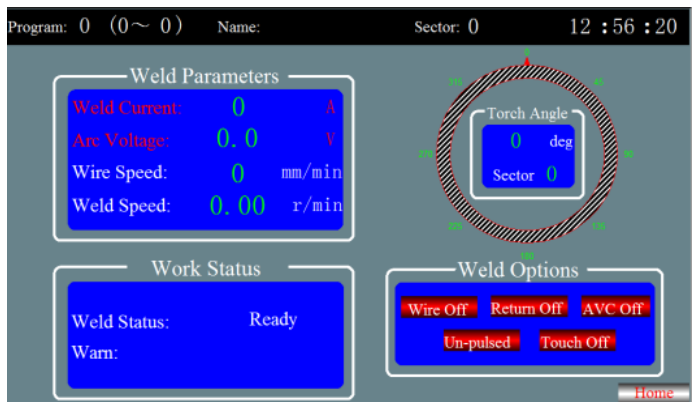 Program: 0 (0～ 0) Name: Sector: 0 12 :56 :20
Weld Parameters
Weld Current: 0 A
Arc Voltage: 0.0 V
Wire Speed: 0 mm/min
Weld Speed: 0.00 r/min
0
45
90
135
180
225
270
315
Torch Angle
0 deg
Sector 0
Work Status
Weld Status: Ready
Warn:
Weld Options
Wire Off Return Off AVC Off
Un-pulsed Touch Off
Home